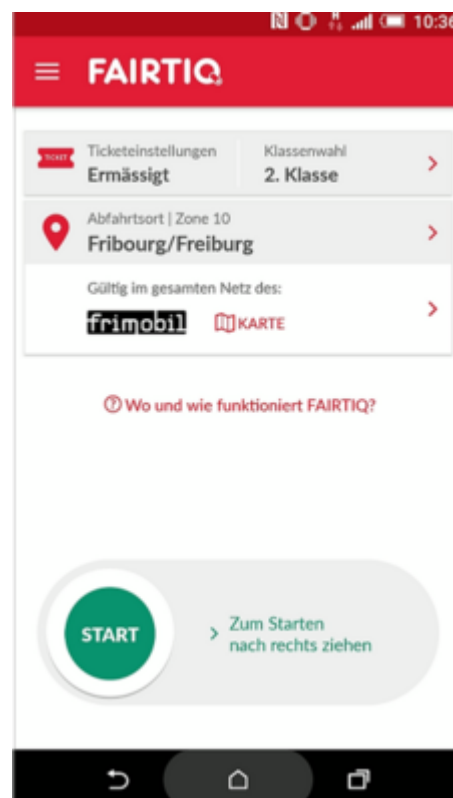 10:36
FAIRTIQ
TICKET
Ticketeinstellungen
Ermässigt
Klassenwahl
2. Klasse
Abfahrtsort | Zone 10
Fribourg/Freiburg
Gültig im gesamten Netz des:
frimobil
KARTE
Wo und wie funktioniert FAIRTIQ?
START
Zum Starten
nach rechts ziehen